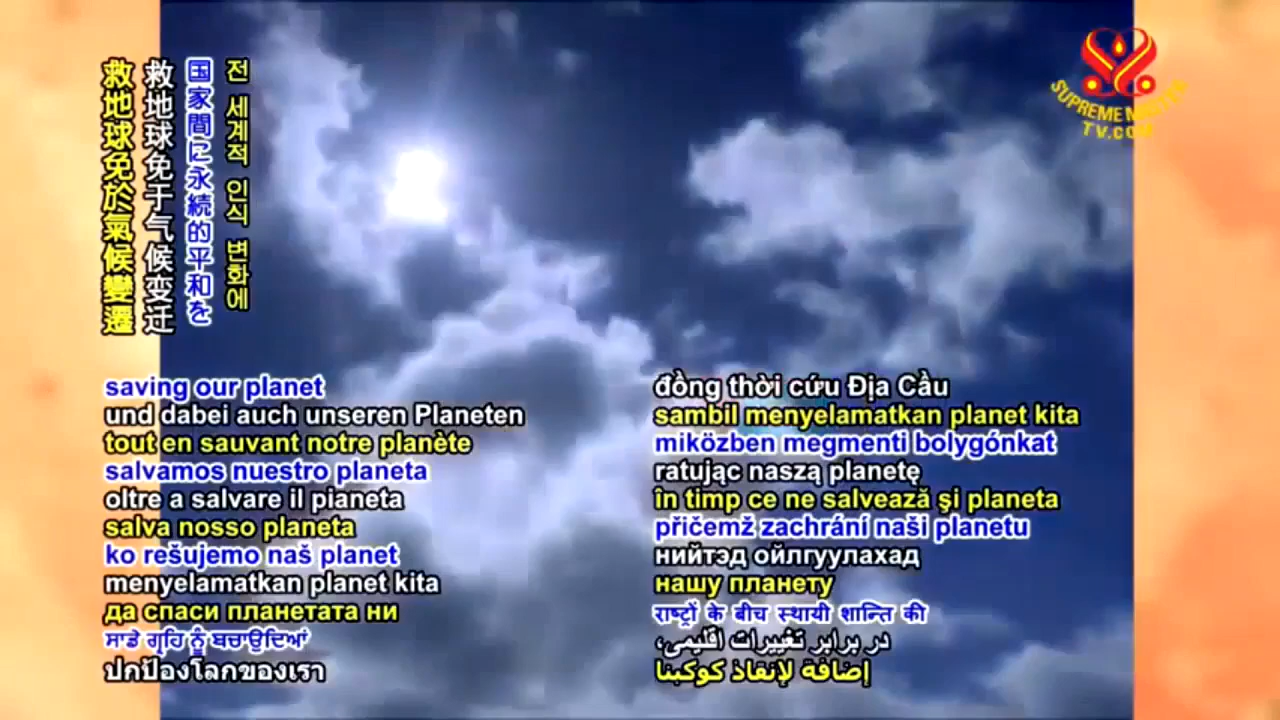 救地球免於氣候變遷
救地球免于气候变迁
国家間に永続的平和を
전 세계적 인식 변화에
SUPREME MASTER
TV.COM
saving our planet
und dabei auch unseren Planeten
tout en sauvant notre planète
salvamos nuestro planeta
oltre a salvare il pianeta
salva nosso planeta
ko rešujemo naš planet
menyelamatkan planet kita
да спаси планетата ни
ਸਾਡੇ ਗ੍ਰਹਿ ਨੂੰ ਬਚਾਉਦਿਆਂ
ปกป้องโลกของเรา
đồng thời cứu Địa Cầu
sambil menyelamatkan planet kita
miközben megmenti bolygónkat
ratując naszą planetę
în timp ce ne salvează şi planeta
přičemž zachrání naši planetu
нийтэд ойлгуулахад
нашу планету
राष्ट्रों के बीच स्थायी शान्ति की
در برابر تغییرات اقلیمی،
إضافة لإنقاذ كوكبنا